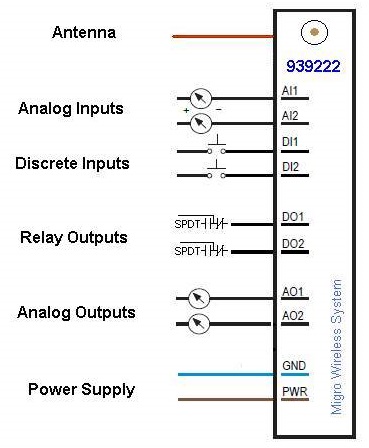 Antenna
939222
Analog Inputs
AI1
+ -
AI2
Discrete Inputs
DI1
DI2
Relay Outputs
SPDT
DO1
SPDT
DO2
Analog Outputs
AO1
AO2
Power Supply
GND
PWR
Migro Wireless System